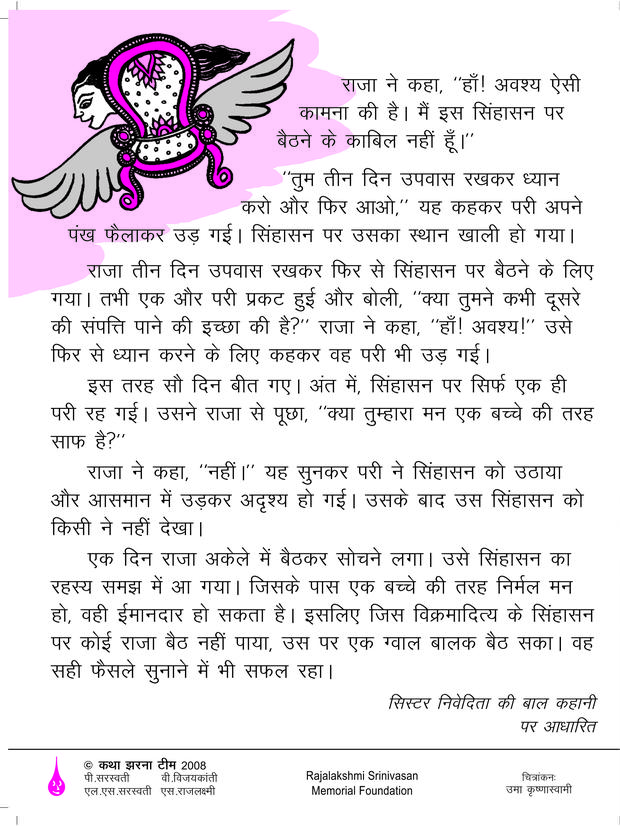 राजा ने कहा, ‘‘हाँ! अवश्य ऐसी
कामना की है। मैं इस सिंहासन पर
बैठने के काबिल नहीं हूँ।’’
‘‘तुम तीन दिन उपवास रखकर ध्यान
करो और फिर आओ,’’ यह कहकर परी अपने
पंख फैलाकर उड़ गई। सिंहासन पर उसका स्थान खाली हो गया।
राजा तीन दिन उपवास रखकर फिर से सिंहासन पर बैठने के लिए
गया। तभी एक और परी प्रकट हुई और बोली, ‘‘क्या तुमने कभी दूसरे
की संपत्ति पाने की इच्छा की है?’’ राजा ने कहा, ‘‘हाँ! अवश्य!’’ उसे
फिर से ध्यान करने के लिए कहकर वह परी भी उड़ गई।
इस तरह सौ दिन बीत गए। अंत में, सिंहासन पर सिर्फ एक ही
परी रह गई। उसने राजा से पूछा, ‘‘क्या तुम्हारा मन एक बच्चे की तरह
साफ है?’’
राजा ने कहा, ‘‘नहीं।’’ यह सुनकर परी ने सिंहासन को उठाया
और आसमान में उड़कर अदृश्य हो गई। उसके बाद उस सिंहासन को
किसी ने नहीं देखा।
एक दिन राजा अकेले में बैठकर सोचने लगा। उसे सिंहासन का
रहस्य समझ में आ गया। जिसके पास एक बच्चे की तरह निर्मल मन
हो, वही ईमानदार हो सकता है। इसलिए जिस विक्रमादित्य के सिंहासन
पर कोई राजा बैठ नहीं पाया, उस पर एक ग्वाल बालक बैठ सका। वह
सही फैसले सुनाने में भी सफल रहा।
सिस्टर निवेदिता की बाल कहानी
पर आधारित
© कथा झरना टीम 2008
पी.सरस्वती वी.विजयकांती
एल.एस.सरस्वती एस.राजलक्ष्मी
Rajalakshmi Srinivasan
Memorial Foundation
चित्रांकनः
उमा कृष्णास्वामी